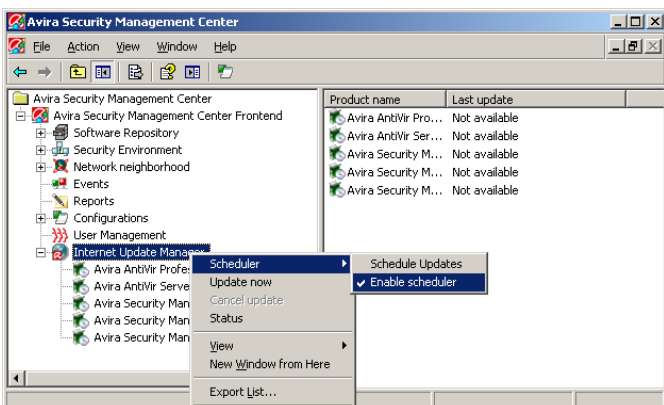 Avira Security Management Center
File Action View Window Help
Avira Security Management Center
Avira Security Management Center Frontend
Software Repository
Security Environment
Network neighborhood
Events
Reports
Configurations
User Management
Internet Update Manager
Avira AntiVir Profes
Avira AntiVir Serve
Avira Security Man
Avira Security Man
Avira Security Man
Product name Last update
Avira AntiVir Pro... Not available
Avira AntiVir Ser... Not available
Avira Security M... Not available
Avira Security M... Not available
Avira Security M... Not available
Scheduler
Update now
Cancel update
Status
View
New Window from Here
Export List...
Schedule Updates
Enable scheduler